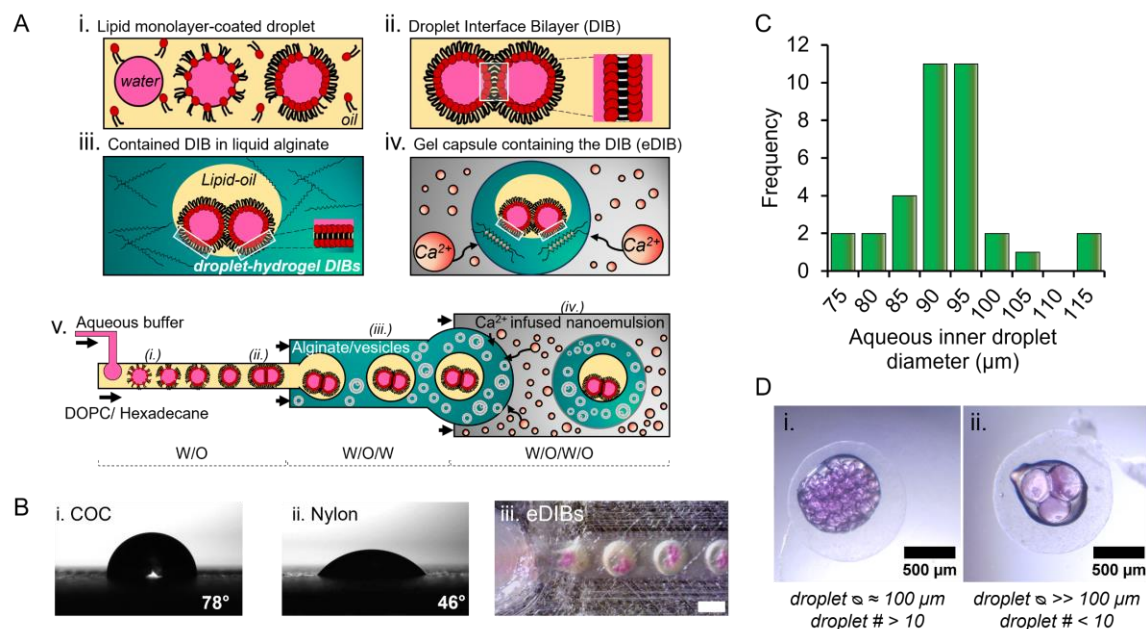 A
i. Lipid monolayer-coated droplet
water
oil
ii. Droplet Interface Bilayer (DIB)
iii. Contained DIB in liquid alginate
Lipid-oil
droplet-hydrogel DIBs
iv. Gel capsule containing the DIB (eDIB)
Ca²⁺
Ca²⁺
v.
Aqueous buffer
(i.)
(ii.)
(iii.)
(iv.)
Alginate/vesicles
Ca²⁺ infused nanoemulsion
DOPC/ Hexadecane
W/O
W/O/W
W/O/W/O
B
i. COC
78°
ii. Nylon
46°
iii. eDIBs
C
Frequency
12
10
8
6
4
2
0
75 80 85 90 95 100 105 110 115
Aqueous inner droplet
diameter (µm)
D
i.
500 µm
droplet ⌀ ≈ 100 µm
droplet # > 10
ii.
500 µm
droplet ⌀ >> 100 µm
droplet # < 10